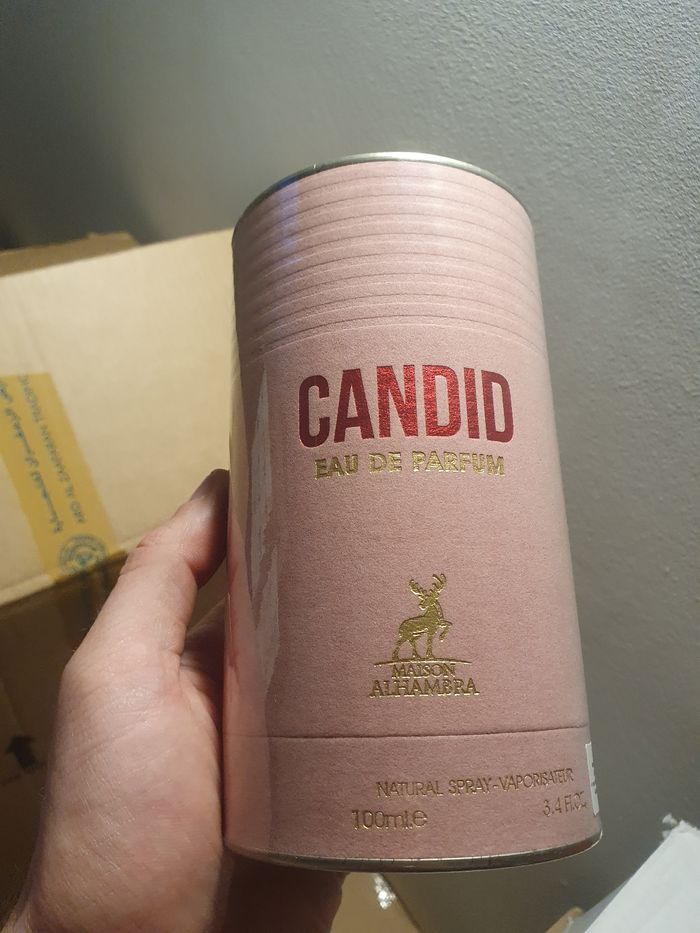 CANDID
EAU DE PARFUM
MAISON
ALHAMBRA
NATURAL SPRAY-VAPORISATEUR
100ml.e
3.4 Fl.Oz